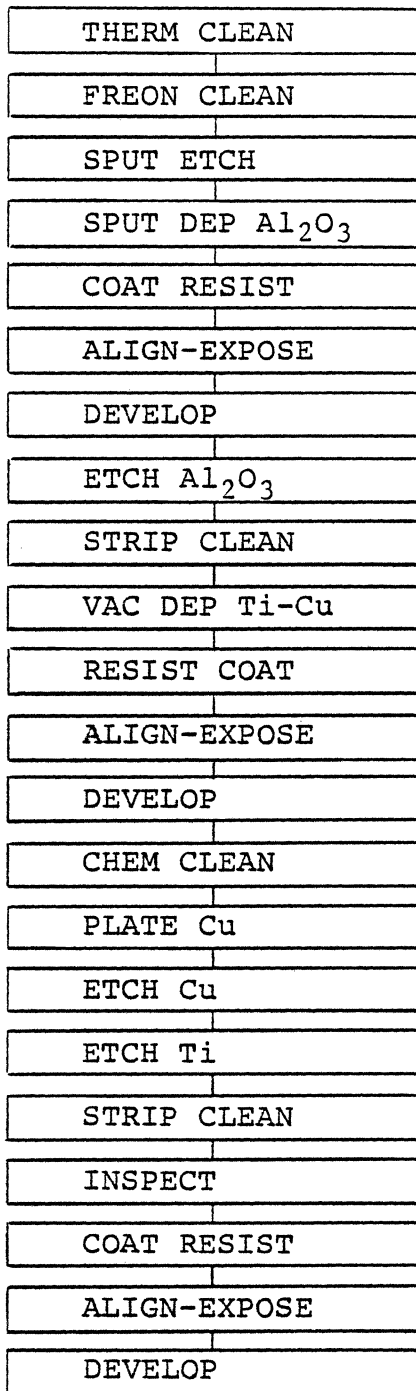 THERM CLEAN
FREON CLEAN
SPUT ETCH
SPUT DEP Al₂O₃
COAT RESIST
ALIGN-EXPOSE
DEVELOP
ETCH Al₂O₃
STRIP CLEAN
VAC DEP Ti-Cu
RESIST COAT
ALIGN-EXPOSE
DEVELOP
CHEM CLEAN
PLATE Cu
ETCH Cu
ETCH Ti
STRIP CLEAN
INSPECT
COAT RESIST
ALIGN-EXPOSE
DEVELOP